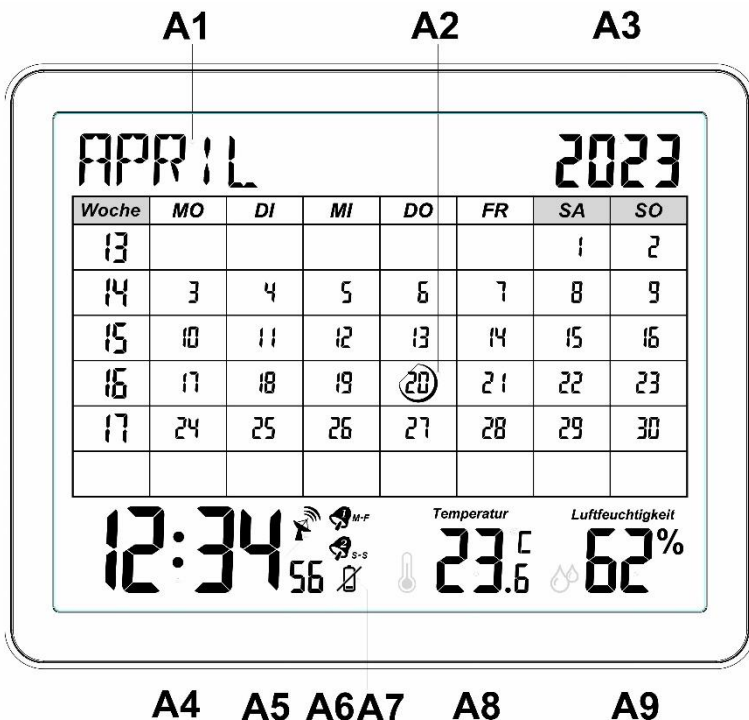 A1 A2 A3
APRIL 2023
Woche MO DI MI DO FR SA SO
13 1 2
14 3 4 5 6 7 8 9
15 10 11 12 13 14 15 16
16 17 18 19 20 21 22 23
17 24 25 26 27 28 29 30
Temperatur Luftfeuchtigkeit
12:34 56 1 M-F 2 S-S 23.6 C 62%
A4 A5 A6 A7 A8 A9